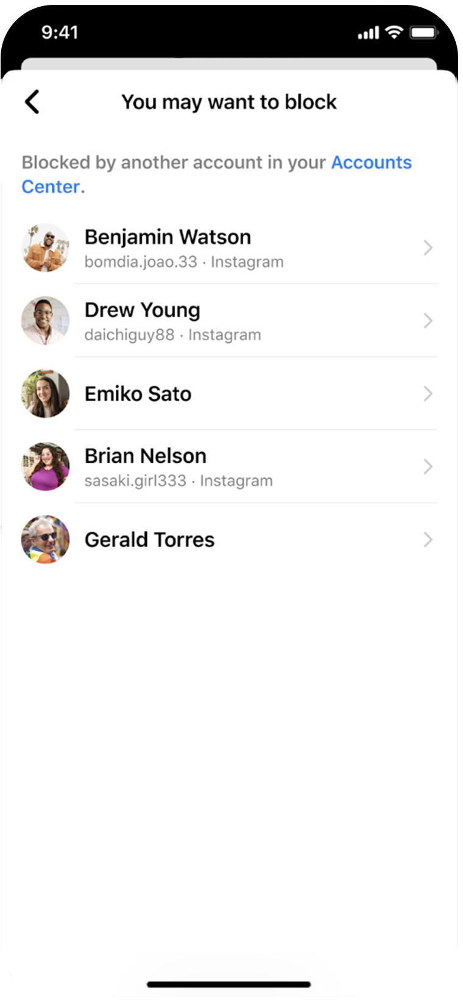 9:41
You may want to block
Blocked by another account in your Accounts
Center.
Benjamin Watson
bomdia.joao.33 · Instagram
Drew Young
daichiguy88 · Instagram
Emiko Sato
Brian Nelson
sasaki.girl333 · Instagram
Gerald Torres